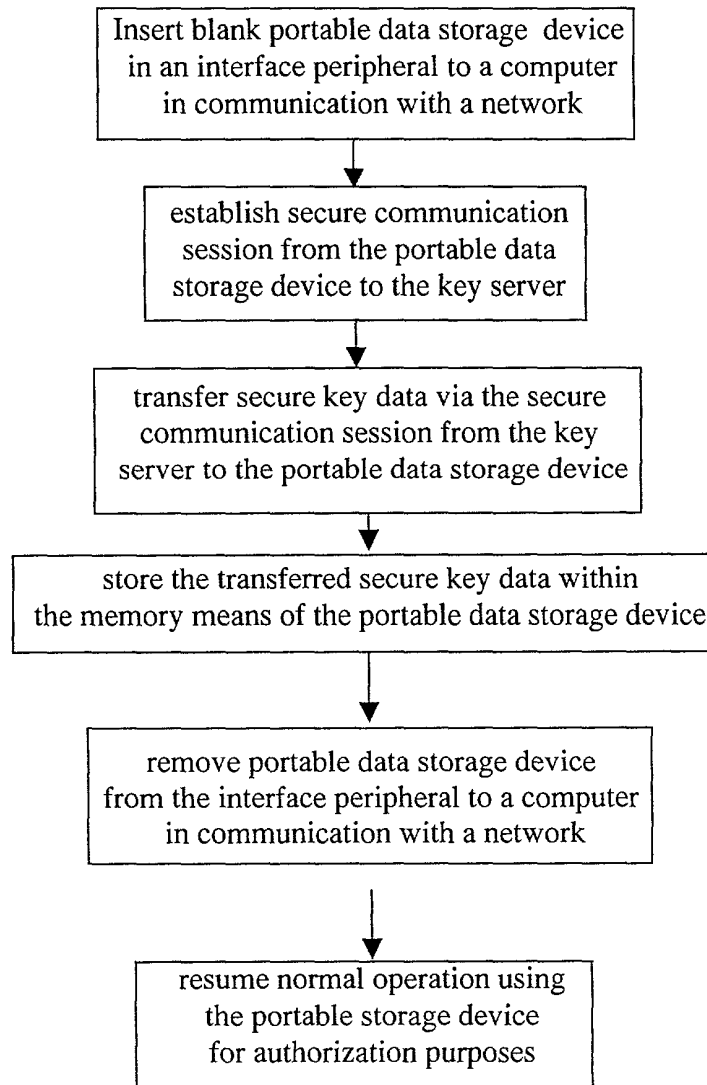 Insert blank portable data storage device
in an interface peripheral to a computer
in communication with a network
establish secure communication
session from the portable data
storage device to the key server
transfer secure key data via the secure
communication session from the key
server to the portable data storage device
store the transferred secure key data within
the memory means of the portable data storage device
remove portable data storage device
from the interface peripheral to a computer
in communication with a network
resume normal operation using
the portable storage device
for authorization purposes